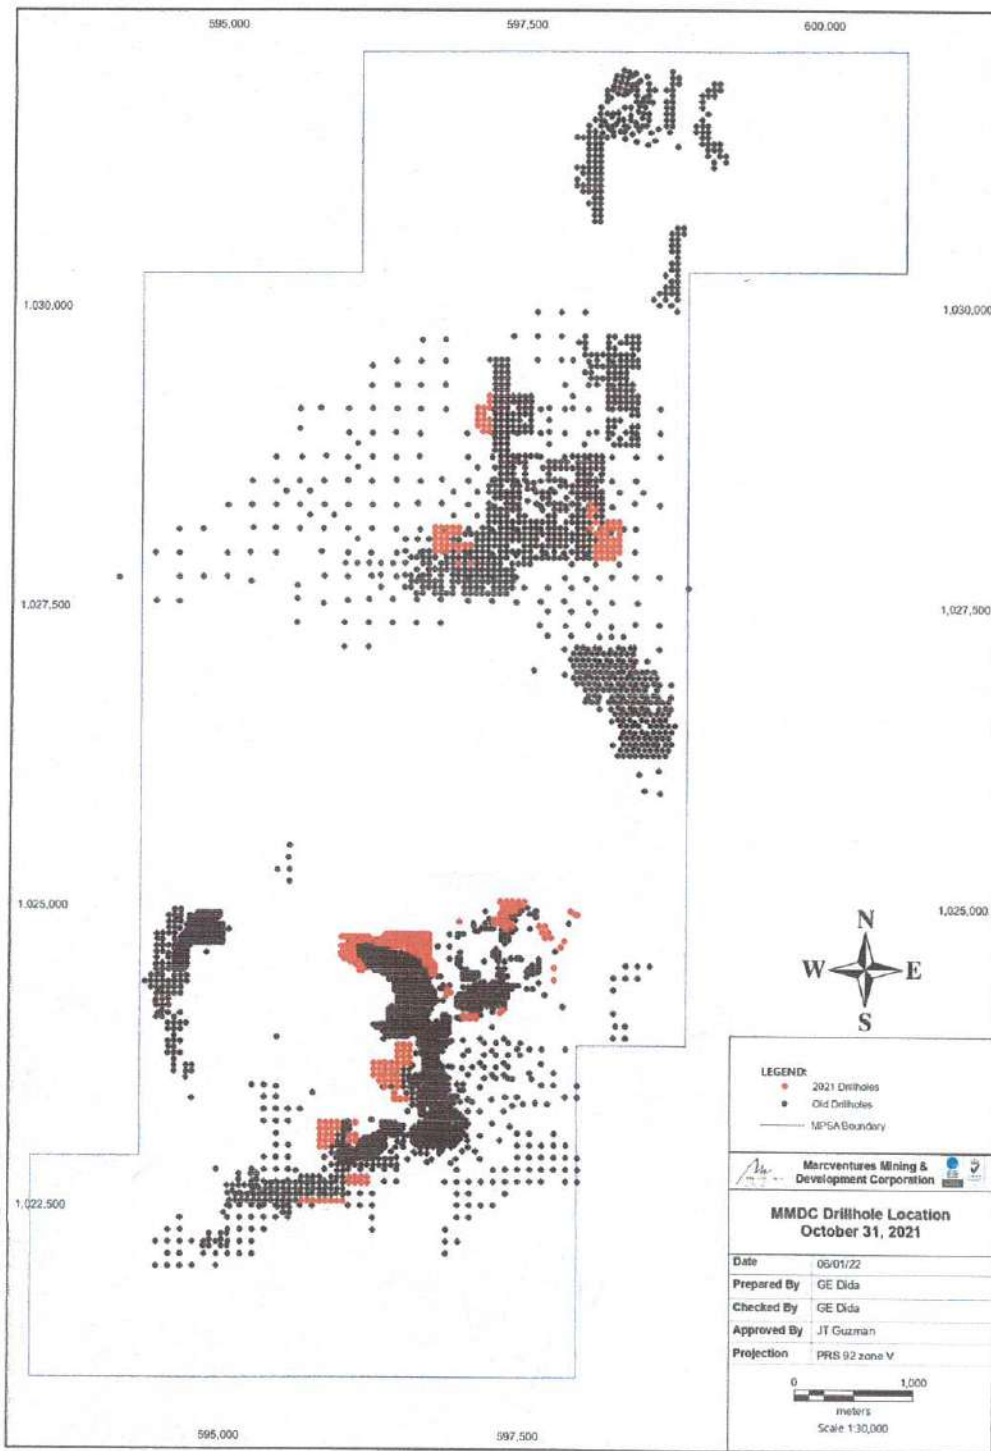 595,000
597,500
600,000
1,030,000
1,030,000
1,027,500
1,027,500
1,025,000
1,025,000
N
W E
S
LEGEND:
2021 Drillholes
Old Drillholes
MPSA Boundary
Marcventures Mining &
Development Corporation
1,022,500
MMDC Drillhole Location
October 31, 2021
Date 06/01/22
Prepared By GE Dida
Checked By GE Dida
Approved By JT Guzman
Projection PRS 92 zone V
0 1,000
meters
Scale 1:30,000
595,000
597,500